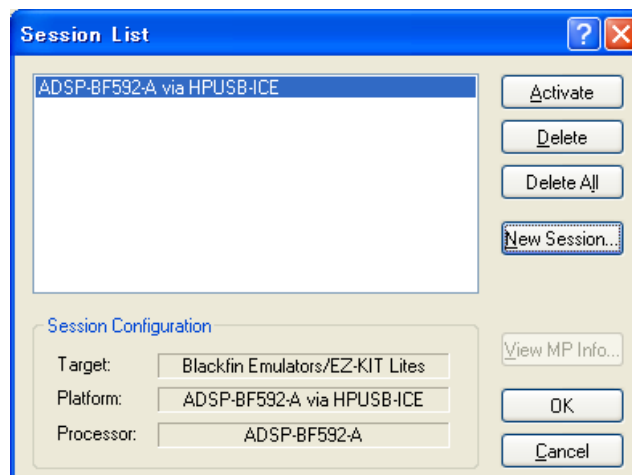 Session List
ADSP-BF592-A via HPUSB-ICE
Activate
Delete
Delete All
New Session...
Session Configuration
Target: Blackfin Emulators/EZ-KIT Lites
Platform: ADSP-BF592-A via HPUSB-ICE
Processor: ADSP-BF592-A
View MP Info...
OK
Cancel